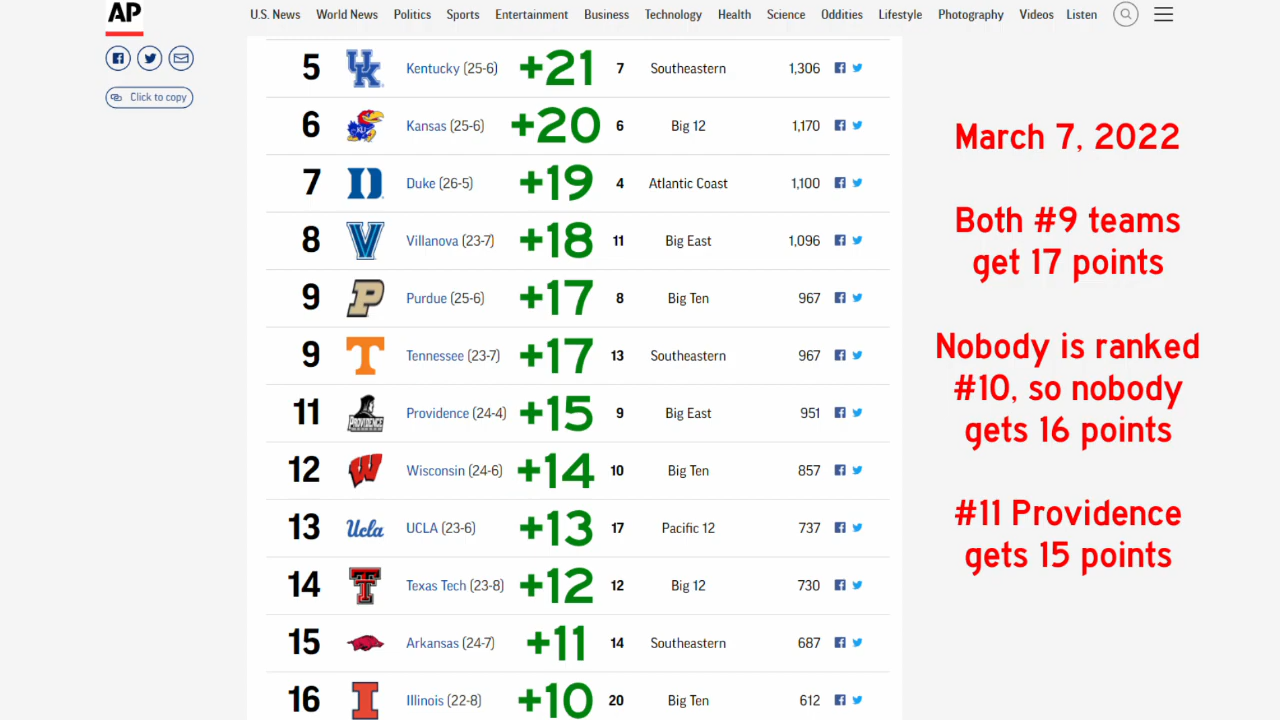 AP
U.S. News World News Politics Sports Entertainment Business Technology Health Science Oddities Lifestyle Photography Videos Listen
Click to copy
5 UK Kentucky (25-6) +21 7 Southeastern 1,306
6 KU Kansas (25-6) +20 6 Big 12 1,170
7 D Duke (26-5) +19 4 Atlantic Coast 1,100
8 V Villanova (23-7) +18 11 Big East 1,096
9 P Purdue (25-6) +17 8 Big Ten 967
9 T Tennessee (23-7) +17 13 Southeastern 967
11 PROVIDENCE Providence (24-4) +15 9 Big East 951
12 W Wisconsin (24-6) +14 10 Big Ten 857
13 Ucla UCLA (23-6) +13 17 Pacific 12 737
14 T Texas Tech (23-8) +12 12 Big 12 730
15 Arkansas (24-7) +11 14 Southeastern 687
16 I Illinois (22-8) +10 20 Big Ten 612
March 7, 2022
Both #9 teams
get 17 points
Nobody is ranked
#10, so nobody
gets 16 points
#11 Providence
gets 15 points